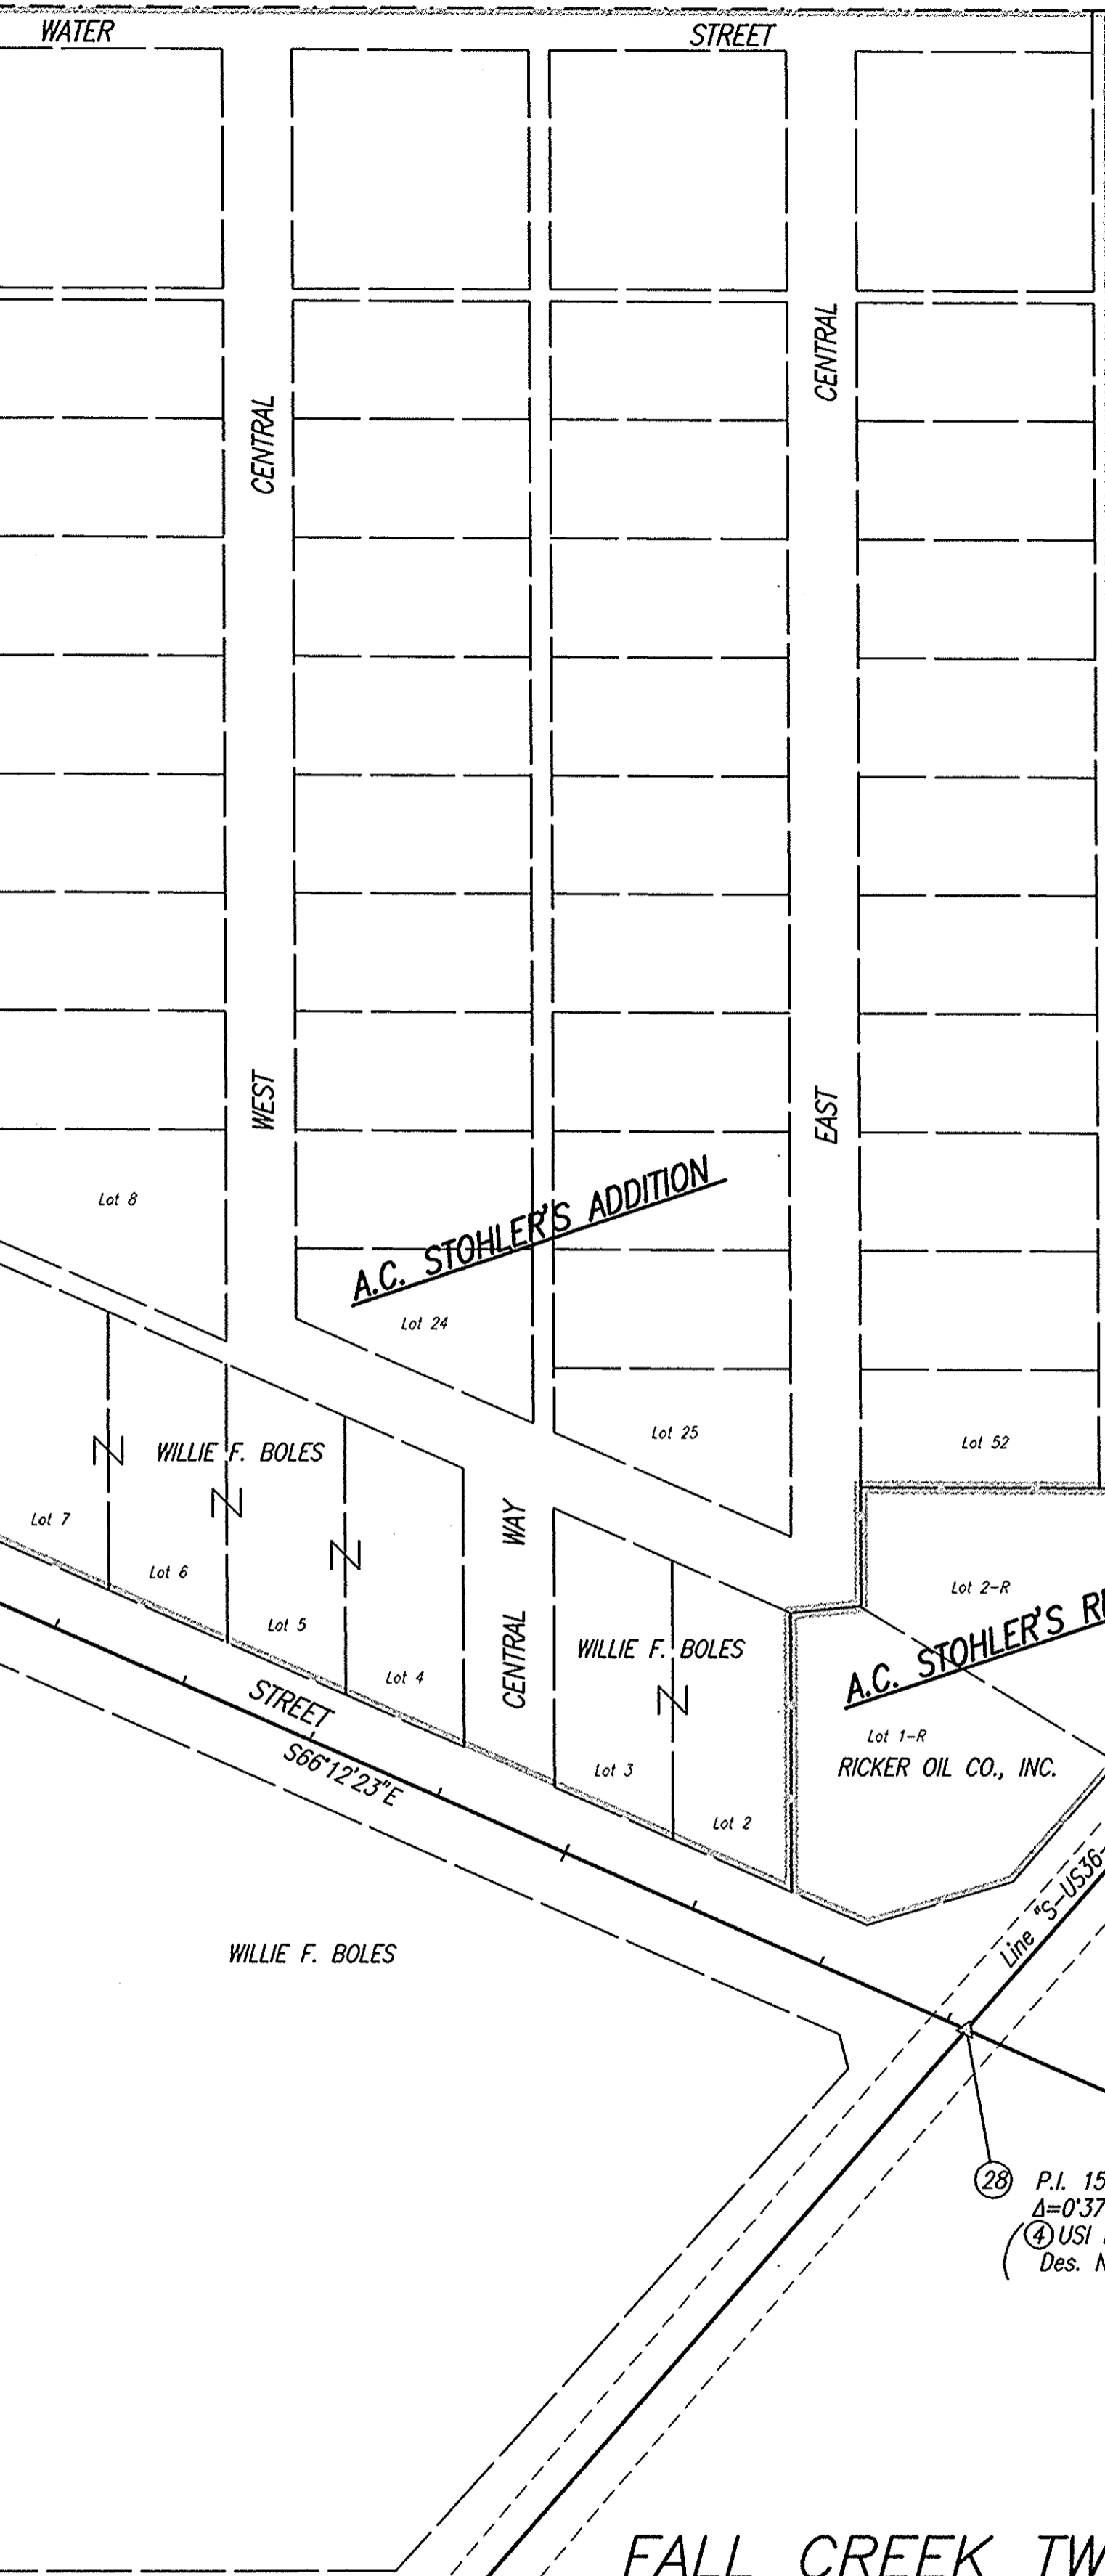 WATER STREET
CENTRAL
CENTRAL
WEST
EAST
Lot 8
A.C. STOHLER'S ADDITION
Lot 24
Lot 25
Lot 52
WILLIE F. BOLES
Lot 7
Lot 6
Lot 5
Lot 4
CENTRAL WAY
WILLIE F. BOLES
Lot 3
Lot 2
Lot 2-R
A.C. STOHLER'S
Lot 1-R
RICKER OIL CO., INC.
STREET
S66°12'23"E
WILLIE F. BOLES
Line "S-US36-
28 P.I. 15
Δ=0°37
(4 USI
Des.
FALL CREEK